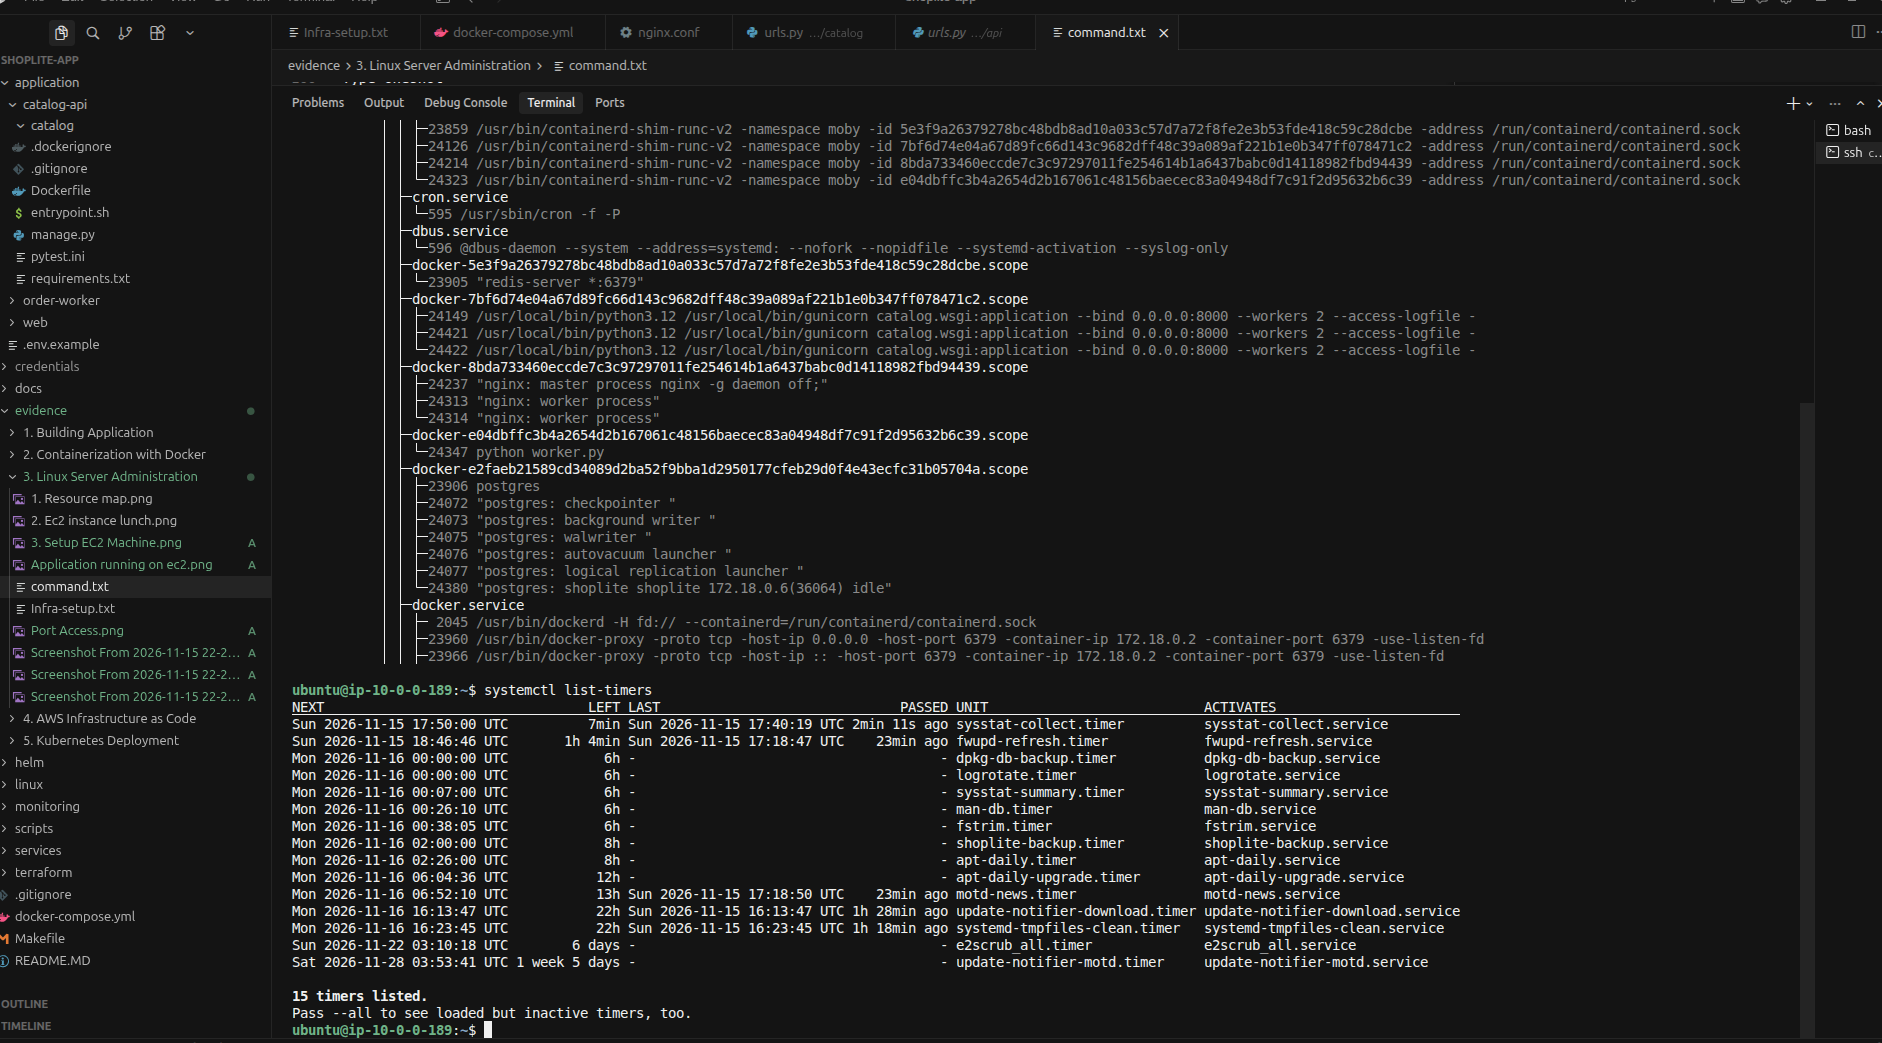 Infra-setup.txt
docker-compose.yml
nginx.conf
urls.py .../catalog
urls.py .../api
command.txt
SHOPLITE-APP
application
catalog-api
catalog
.dockerignore
.gitignore
Dockerfile
entrypoint.sh
manage.py
pytest.ini
requirements.txt
order-worker
web
.env.example
credentials
docs
evidence
1. Building Application
2. Containerization with Docker
3. Linux Server Administration
1. Resource map.png
2. Ec2 instance lunch.png
3. Setup EC2 Machine.png A
Application running on ec2.png A
command.txt
Infra-setup.txt
Port Access.png A
Screenshot From 2026-11-15 22-2... A
Screenshot From 2026-11-15 22-2... A
Screenshot From 2026-11-15 22-2... A
4. AWS Infrastructure as Code
5. Kubernetes Deployment
helm
linux
monitoring
scripts
services
terraform
.gitignore
docker-compose.yml
Makefile
README.MD
OUTLINE
TIMELINE
evidence > 3. Linux Server Administration > command.txt
Problems Output Debug Console Terminal Ports
bash
ssh c...
├─23859 /usr/bin/containerd-shim-runc-v2 -namespace moby -id 5e3f9a26379278bc48bdb8ad10a033c57d7a72f8fe2e3b53fde418c59c28dcbe -address /run/containerd/containerd.sock
├─24126 /usr/bin/containerd-shim-runc-v2 -namespace moby -id 7bf6d74e04a67d89fc66d143c9682dff48c39a089af221b1e0b347ff078471c2 -address /run/containerd/containerd.sock
├─24214 /usr/bin/containerd-shim-runc-v2 -namespace moby -id 8bda733460eccde7c3c97297011fe254614b1a6437babc0d14118982fbd94439 -address /run/containerd/containerd.sock
└─24323 /usr/bin/containerd-shim-runc-v2 -namespace moby -id e04dbffc3b4a2654d2b167061c48156baecec83a04948df7c91f2d95632b6c39 -address /run/containerd/containerd.sock
├─cron.service
└─595 /usr/sbin/cron -f -P
├─dbus.service
└─596 @dbus-daemon --system --address=systemd: --nofork --nopidfile --systemd-activation --syslog-only
├─docker-5e3f9a26379278bc48bdb8ad10a033c57d7a72f8fe2e3b53fde418c59c28dcbe.scope
└─23905 "redis-server *:6379"
├─docker-7bf6d74e04a67d89fc66d143c9682dff48c39a089af221b1e0b347ff078471c2.scope
├─24149 /usr/local/bin/python3.12 /usr/local/bin/gunicorn catalog.wsgi:application --bind 0.0.0.0:8000 --workers 2 --access-logfile -
├─24421 /usr/local/bin/python3.12 /usr/local/bin/gunicorn catalog.wsgi:application --bind 0.0.0.0:8000 --workers 2 --access-logfile -
└─24422 /usr/local/bin/python3.12 /usr/local/bin/gunicorn catalog.wsgi:application --bind 0.0.0.0:8000 --workers 2 --access-logfile -
├─docker-8bda733460eccde7c3c97297011fe254614b1a6437babc0d14118982fbd94439.scope
├─24237 "nginx: master process nginx -g daemon off;"
├─24313 "nginx: worker process"
└─24314 "nginx: worker process"
├─docker-e04dbffc3b4a2654d2b167061c48156baecec83a04948df7c91f2d95632b6c39.scope
└─24347 python worker.py
├─docker-e2faeb21589cd34089d2ba52f9bba1d2950177cfeb29d0f4e43ecfc31b05704a.scope
├─23906 postgres
├─24072 "postgres: checkpointer "
├─24073 "postgres: background writer "
├─24075 "postgres: walwriter "
├─24076 "postgres: autovacuum launcher "
├─24077 "postgres: logical replication launcher "
└─24380 "postgres: shoplite shoplite 172.18.0.6(36064) idle"
├─docker.service
├─ 2045 /usr/bin/dockerd -H fd:// --containerd=/run/containerd/containerd.sock
├─23960 /usr/bin/docker-proxy -proto tcp -host-ip 0.0.0.0 -host-port 6379 -container-ip 172.18.0.2 -container-port 6379 -use-listen-fd
├─23966 /usr/bin/docker-proxy -proto tcp -host-ip :: -host-port 6379 -container-ip 172.18.0.2 -container-port 6379 -use-listen-fd
ubuntu@ip-10-0-0-189:~$ systemctl list-timers
NEXT LEFT LAST PASSED UNIT ACTIVATES
Sun 2026-11-15 17:50:00 UTC 7min Sun 2026-11-15 17:40:19 UTC 2min 11s ago sysstat-collect.timer sysstat-collect.service
Sun 2026-11-15 18:46:46 UTC 1h 4min Sun 2026-11-15 17:18:47 UTC 23min ago fwupd-refresh.timer fwupd-refresh.service
Mon 2026-11-16 00:00:00 UTC 6h - - dpkg-db-backup.timer dpkg-db-backup.service
Mon 2026-11-16 00:00:00 UTC 6h - - logrotate.timer logrotate.service
Mon 2026-11-16 00:07:00 UTC 6h - - sysstat-summary.timer sysstat-summary.service
Mon 2026-11-16 00:26:10 UTC 6h - - man-db.timer man-db.service
Mon 2026-11-16 00:38:05 UTC 6h - - fstrim.timer fstrim.service
Mon 2026-11-16 02:00:00 UTC 8h - - shoplite-backup.timer shoplite-backup.service
Mon 2026-11-16 02:26:00 UTC 8h - - apt-daily.timer apt-daily.service
Mon 2026-11-16 06:04:36 UTC 12h - - apt-daily-upgrade.timer apt-daily-upgrade.service
Mon 2026-11-16 06:52:10 UTC 13h Sun 2026-11-15 17:18:50 UTC 23min ago motd-news.timer motd-news.service
Mon 2026-11-16 16:13:47 UTC 22h Sun 2026-11-15 16:13:47 UTC 1h 28min ago update-notifier-download.timer update-notifier-download.service
Mon 2026-11-16 16:23:45 UTC 22h Sun 2026-11-15 16:23:45 UTC 1h 18min ago systemd-tmpfiles-clean.timer systemd-tmpfiles-clean.service
Sun 2026-11-22 03:10:18 UTC 6 days - - e2scrub_all.timer e2scrub_all.service
Sat 2026-11-28 03:53:41 UTC 1 week 5 days - - update-notifier-motd.timer update-notifier-motd.service
15 timers listed.
Pass --all to see loaded but inactive timers, too.
ubuntu@ip-10-0-0-189:~$